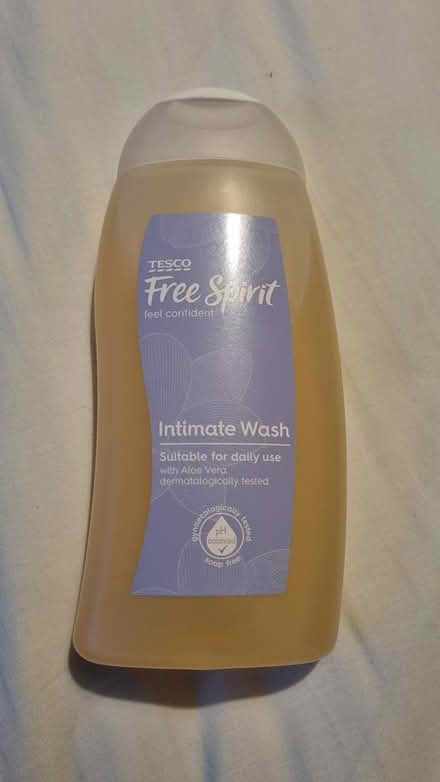 TESCO
Free Spirit
feel confident
Intimate Wash
Suitable for daily use
with Aloe Vera
dermatologically tested
gynaecologically tested
pH
balanced
soap free